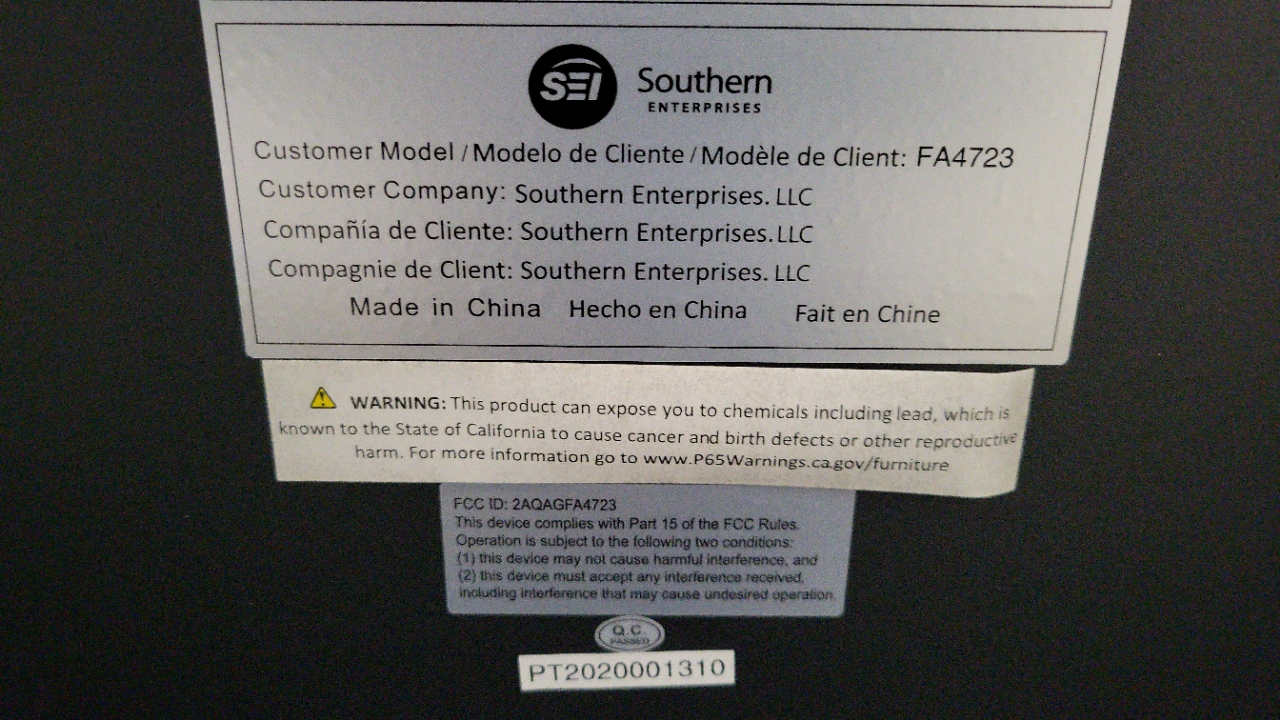 SEI Southern
ENTERPRISES
Customer Model / Modelo de Cliente / Modèle de Client: FA4723
Customer Company: Southern Enterprises. LLC
Compañía de Cliente: Southern Enterprises. LLC
Compagnie de Client: Southern Enterprises. LLC
Made in China Hecho en China Fait en Chine
WARNING: This product can expose you to chemicals including lead, which is
known to the State of California to cause cancer and birth defects or other reproductive
harm. For more information go to www.P65Warnings.ca.gov/furniture
FCC ID: 2AQAGFA4723
This device complies with Part 15 of the FCC Rules.
Operation is subject to the following two conditions:
(1) this device may not cause harmful interference, and
(2) this device must accept any interference received,
including interference that may cause undesired operation.
Q.C.
PASSED
PT2020001310